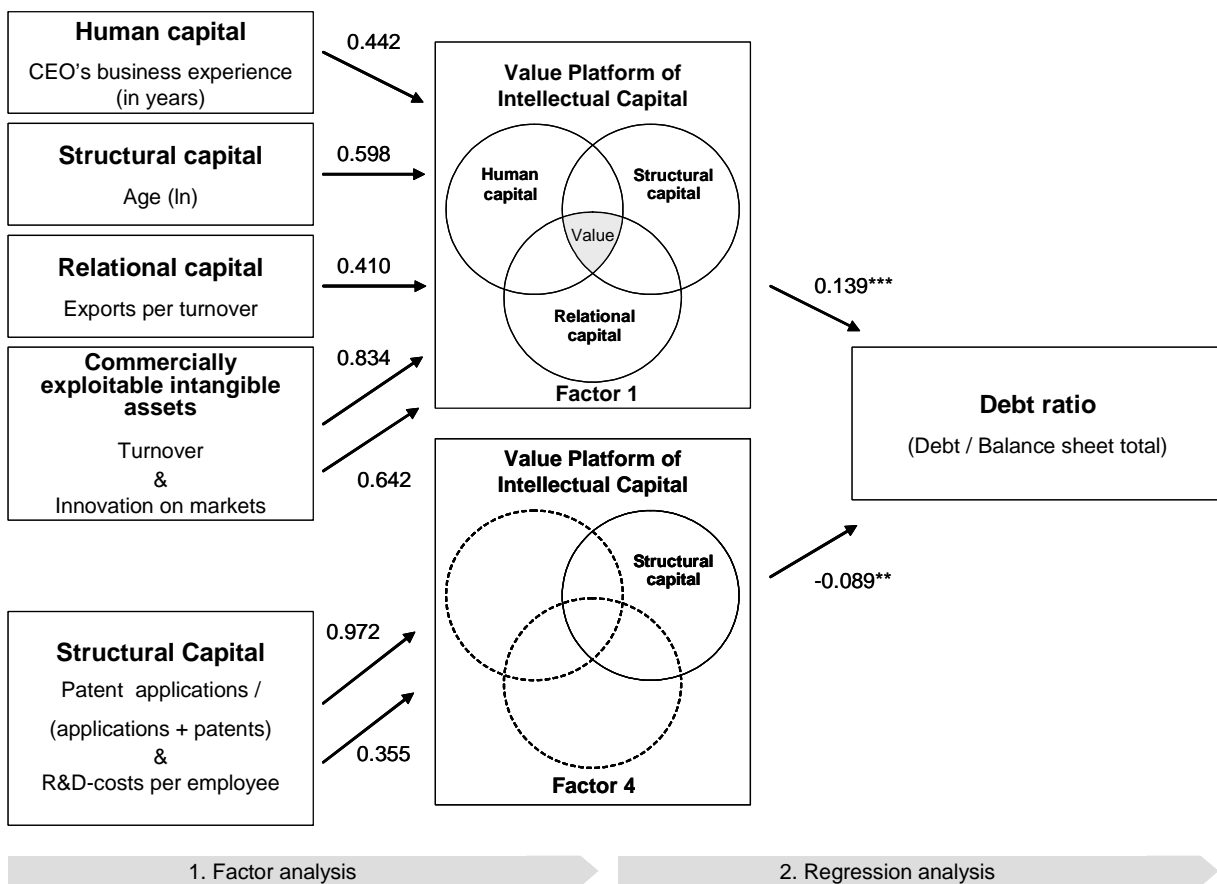 Human capital
CEO's business experience
(in years)
0.442
Structural capital
Age (ln)
0.598
Relational capital
Exports per turnover
0.410
Commercially
exploitable intangible
assets
Turnover
&
Innovation on markets
0.834
0.642
Value Platform of
Intellectual Capital
Human
capital
Structural
capital
Value
Relational
capital
Factor 1
0.139***
Structural Capital
Patent applications /
(applications + patents)
&
R&D-costs per employee
0.972
0.355
Value Platform of
Intellectual Capital
Structural
capital
Factor 4
-0.089**
Debt ratio
(Debt / Balance sheet total)
1. Factor analysis
2. Regression analysis